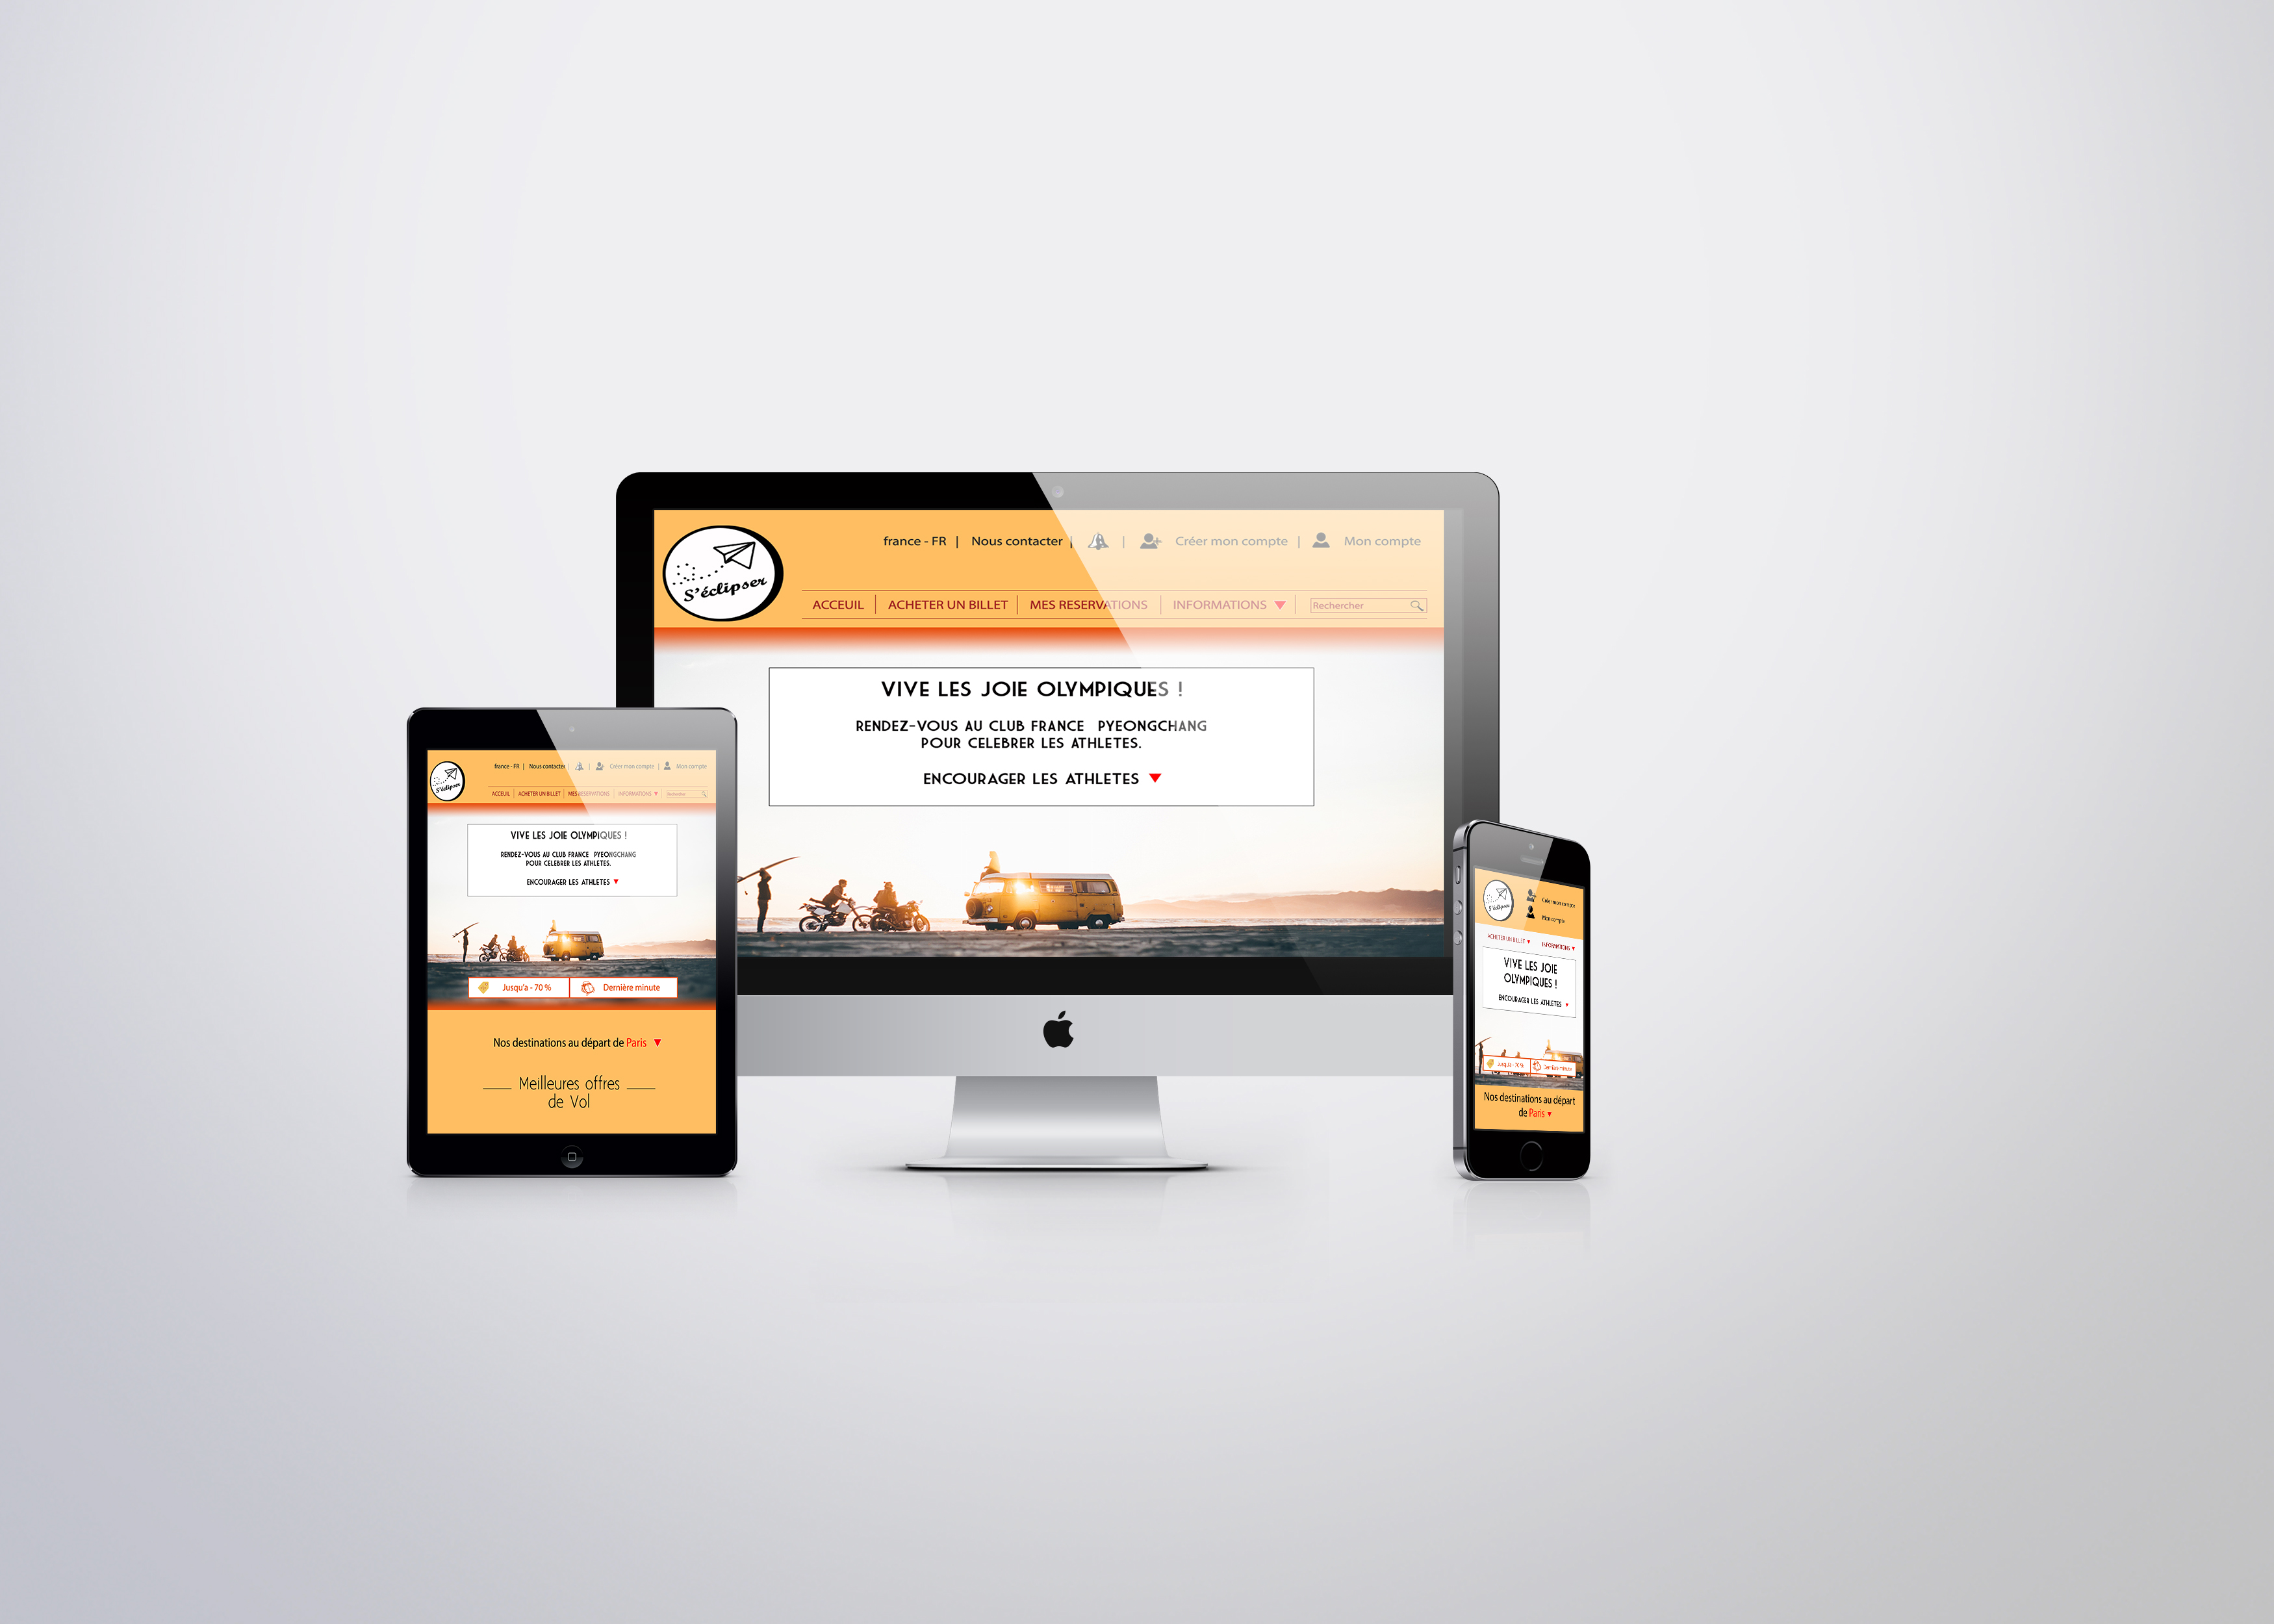 S'éclipser
france - FR | Nous contacter | | Créer mon compte | Mon compte
ACCEUIL | ACHETER UN BILLET | MES RESERVATIONS | INFORMATIONS ▼ | Rechercher
VIVE LES JOIE OLYMPIQUES !
RENDEZ-VOUS AU CLUB FRANCE PYEONGCHANG
POUR CELEBRER LES ATHLETES.
ENCOURAGER LES ATHLETES ▼
S'éclipser
france - FR | Nous contacter | | Créer mon compte | Mon compte
ACCEUIL | ACHETER UN BILLET | MES RESERVATIONS | INFORMATIONS ▼ | Rechercher
VIVE LES JOIE OLYMPIQUES !
RENDEZ-VOUS AU CLUB FRANCE PYEONGCHANG
POUR CELEBRER LES ATHLETES.
ENCOURAGER LES ATHLETES ▼
Jusqu'a - 70 % | Dernière minute
Nos destinations au départ de Paris ▼
Meilleures offres
de Vol
S'éclipser
Créer mon compte
Mon compte
ACHETER UN BILLET ▼ INFORMATIONS ▼
VIVE LES JOIE
OLYMPIQUES !
ENCOURAGER LES ATHLETES ▼
Jusqu'a - 70 % | Dernière minute
Nos destinations au départ
de Paris ▼